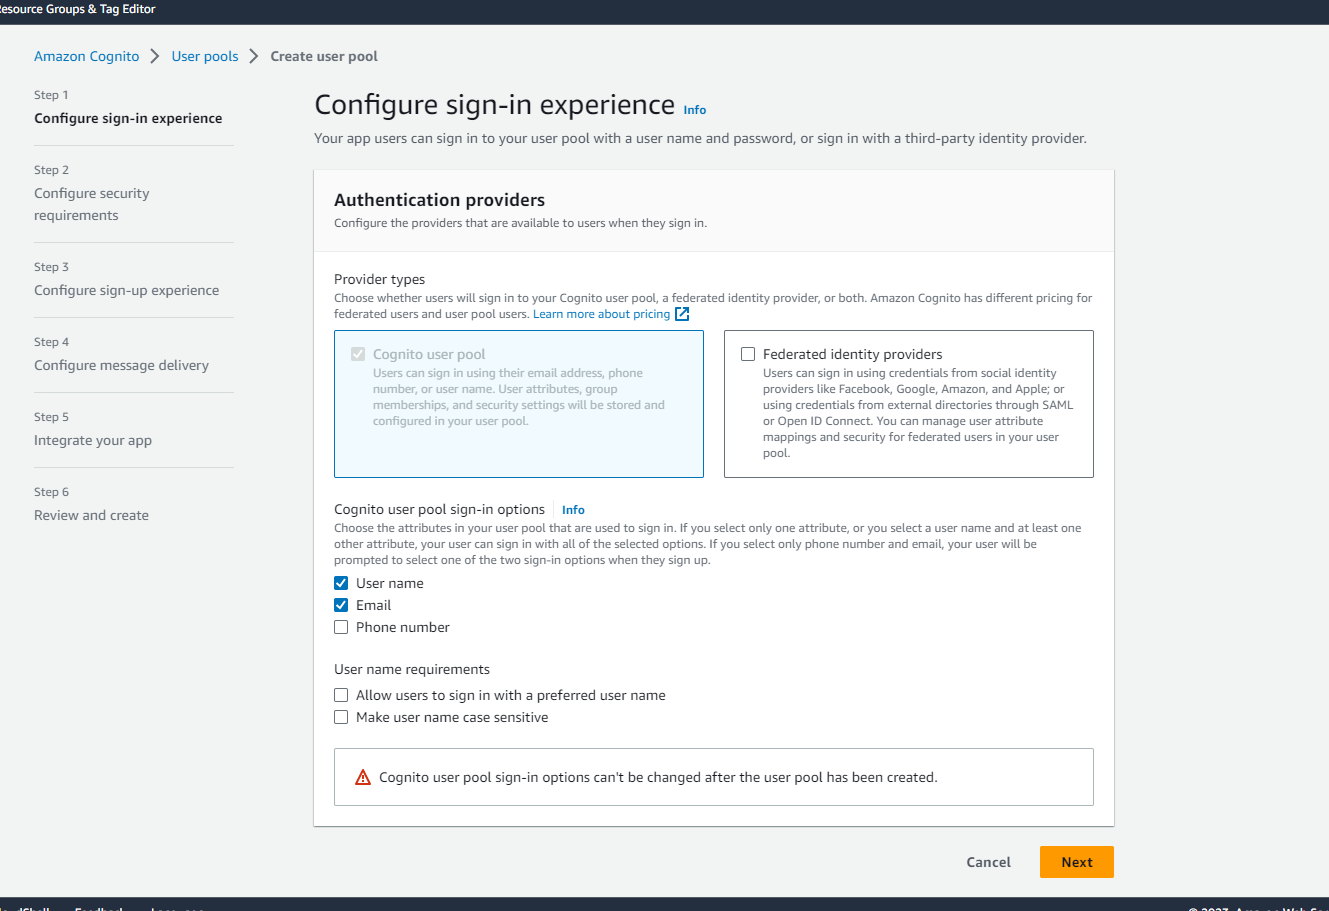 Resource Groups & Tag Editor
Amazon Cognito > User pools > Create user pool
Step 1
Configure sign-in experience
Step 2
Configure security
requirements
Step 3
Configure sign-up experience
Step 4
Configure message delivery
Step 5
Integrate your app
Step 6
Review and create
Configure sign-in experience Info
Your app users can sign in to your user pool with a user name and password, or sign in with a third-party identity provider.
Authentication providers
Configure the providers that are available to users when they sign in.
Provider types
Choose whether users will sign in to your Cognito user pool, a federated identity provider, or both. Amazon Cognito has different pricing for
federated users and user pool users. Learn more about pricing
Cognito user pool
Users can sign in using their email address, phone
number, or user name. User attributes, group
memberships, and security settings will be stored and
configured in your user pool.
Federated identity providers
Users can sign in using credentials from social identity
providers like Facebook, Google, Amazon, and Apple; or
using credentials from external directories through SAML
or Open ID Connect. You can manage user attribute
mappings and security for federated users in your user
pool.
Cognito user pool sign-in options Info
Choose the attributes in your user pool that are used to sign in. If you select only one attribute, or you select a user name and at least one
other attribute, your user can sign in with all of the selected options. If you select only phone number and email, your user will be
prompted to select one of the two sign-in options when they sign up.
User name
Email
Phone number
User name requirements
Allow users to sign in with a preferred user name
Make user name case sensitive
Cognito user pool sign-in options can't be changed after the user pool has been created.
Cancel
Next